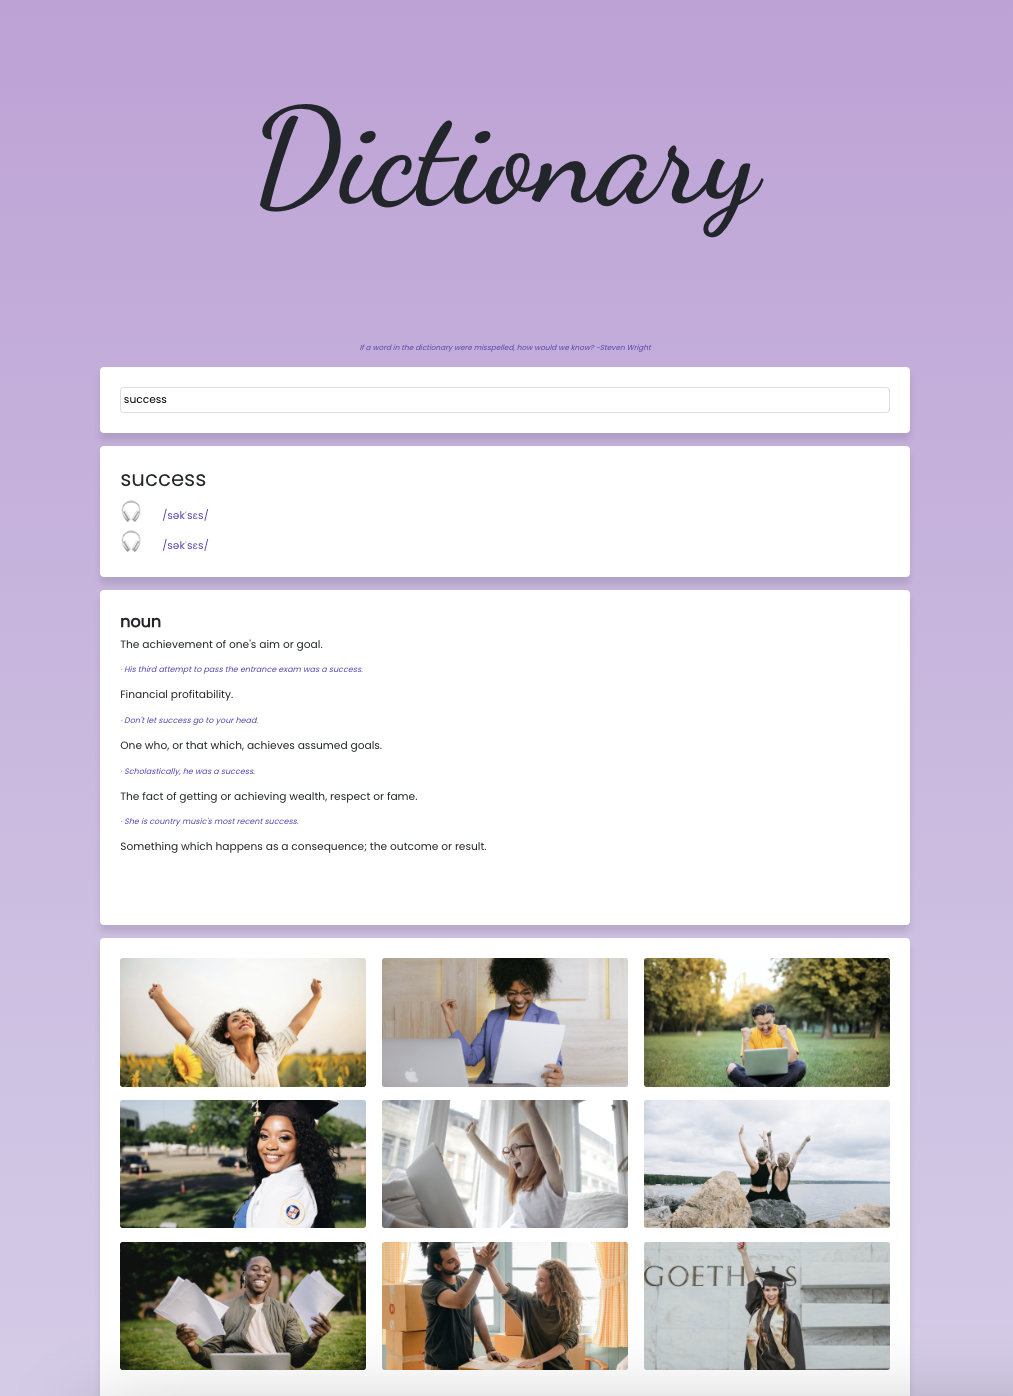 Dictionary
If a word in the dictionary were misspelled, how would we know? -Steven Wright
success
success
/səkˈsɛs/
/səkˈsɛs/
noun
The achievement of one's aim or goal.
· His third attempt to pass the entrance exam was a success.
Financial profitability.
· Don't let success go to your head.
One who, or that which, achieves assumed goals.
· Scholastically, he was a success.
The fact of getting or achieving wealth, respect or fame.
· She is country music's most recent success.
Something which happens as a consequence; the outcome or result.
GOETHALS